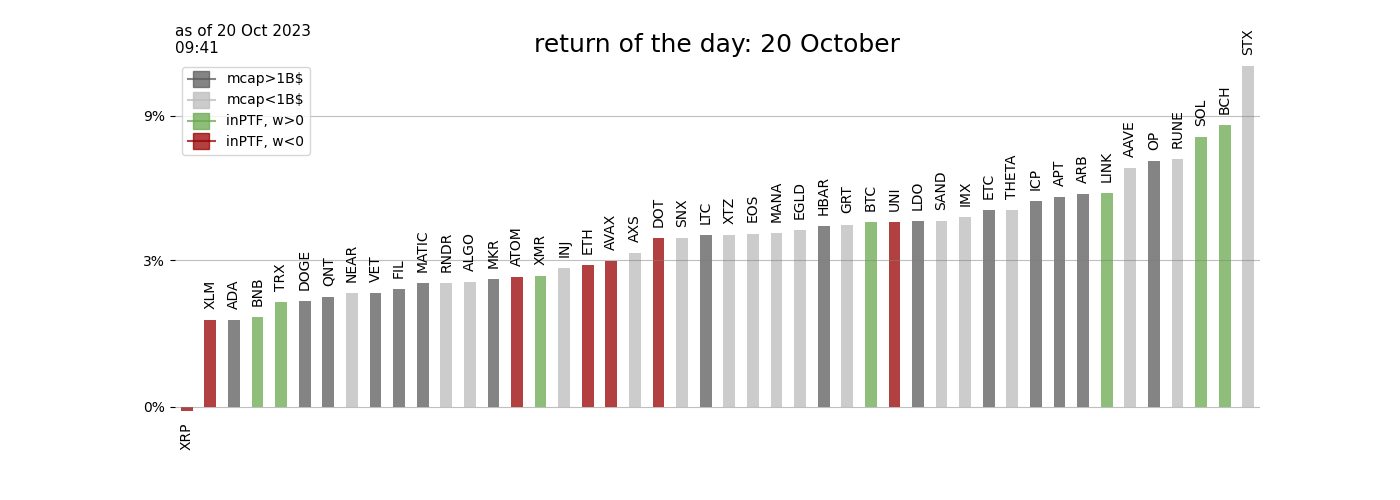 as of 20 Oct 2023
09:41
return of the day: 20 October
mcap>1B$
mcap<1B$
inPTF, w>0
inPTF, w<0
9%
3%
0%
XRP
XLM
ADA
BNB
TRX
DOGE
QNT
NEAR
VET
FIL
MATIC
RNDR
ALGO
MKR
ATOM
XMR
INJ
ETH
AVAX
AXS
DOT
SNX
LTC
XTZ
EOS
MANA
EGLD
HBAR
GRT
BTC
UNI
LDO
SAND
IMX
ETC
THETA
ICP
APT
ARB
LINK
AAVE
OP
RUNE
SOL
BCH
STX